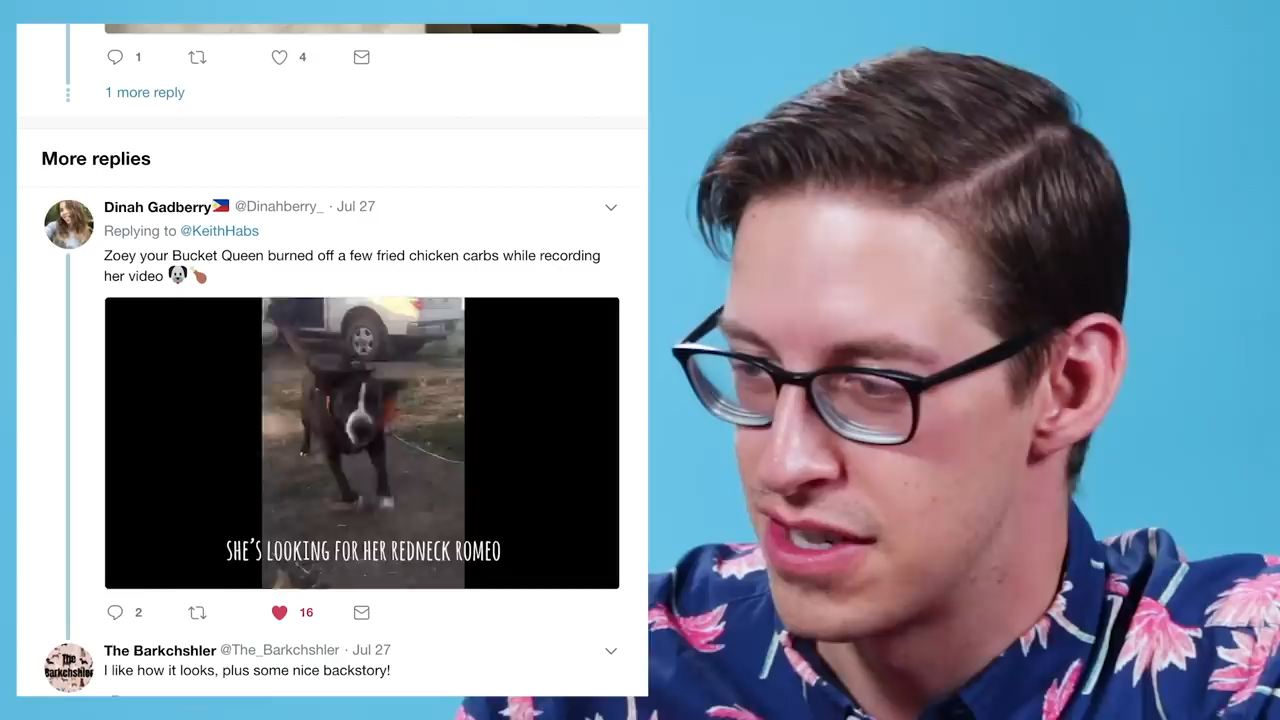 1
4
1 more reply
More replies
Dinah Gadberry🇵🇭 @Dinahberry_ · Jul 27
Replying to @KeithHabs
Zoey your Bucket Queen burned off a few fried chicken carbs while recording
her video 🐶🍗
SHE'S LOOKING FOR HER REDNECK ROMEO
2
16
The Barkchshler @The_Barkchshler · Jul 27
The
Barkchshler
I like how it looks, plus some nice backstory!